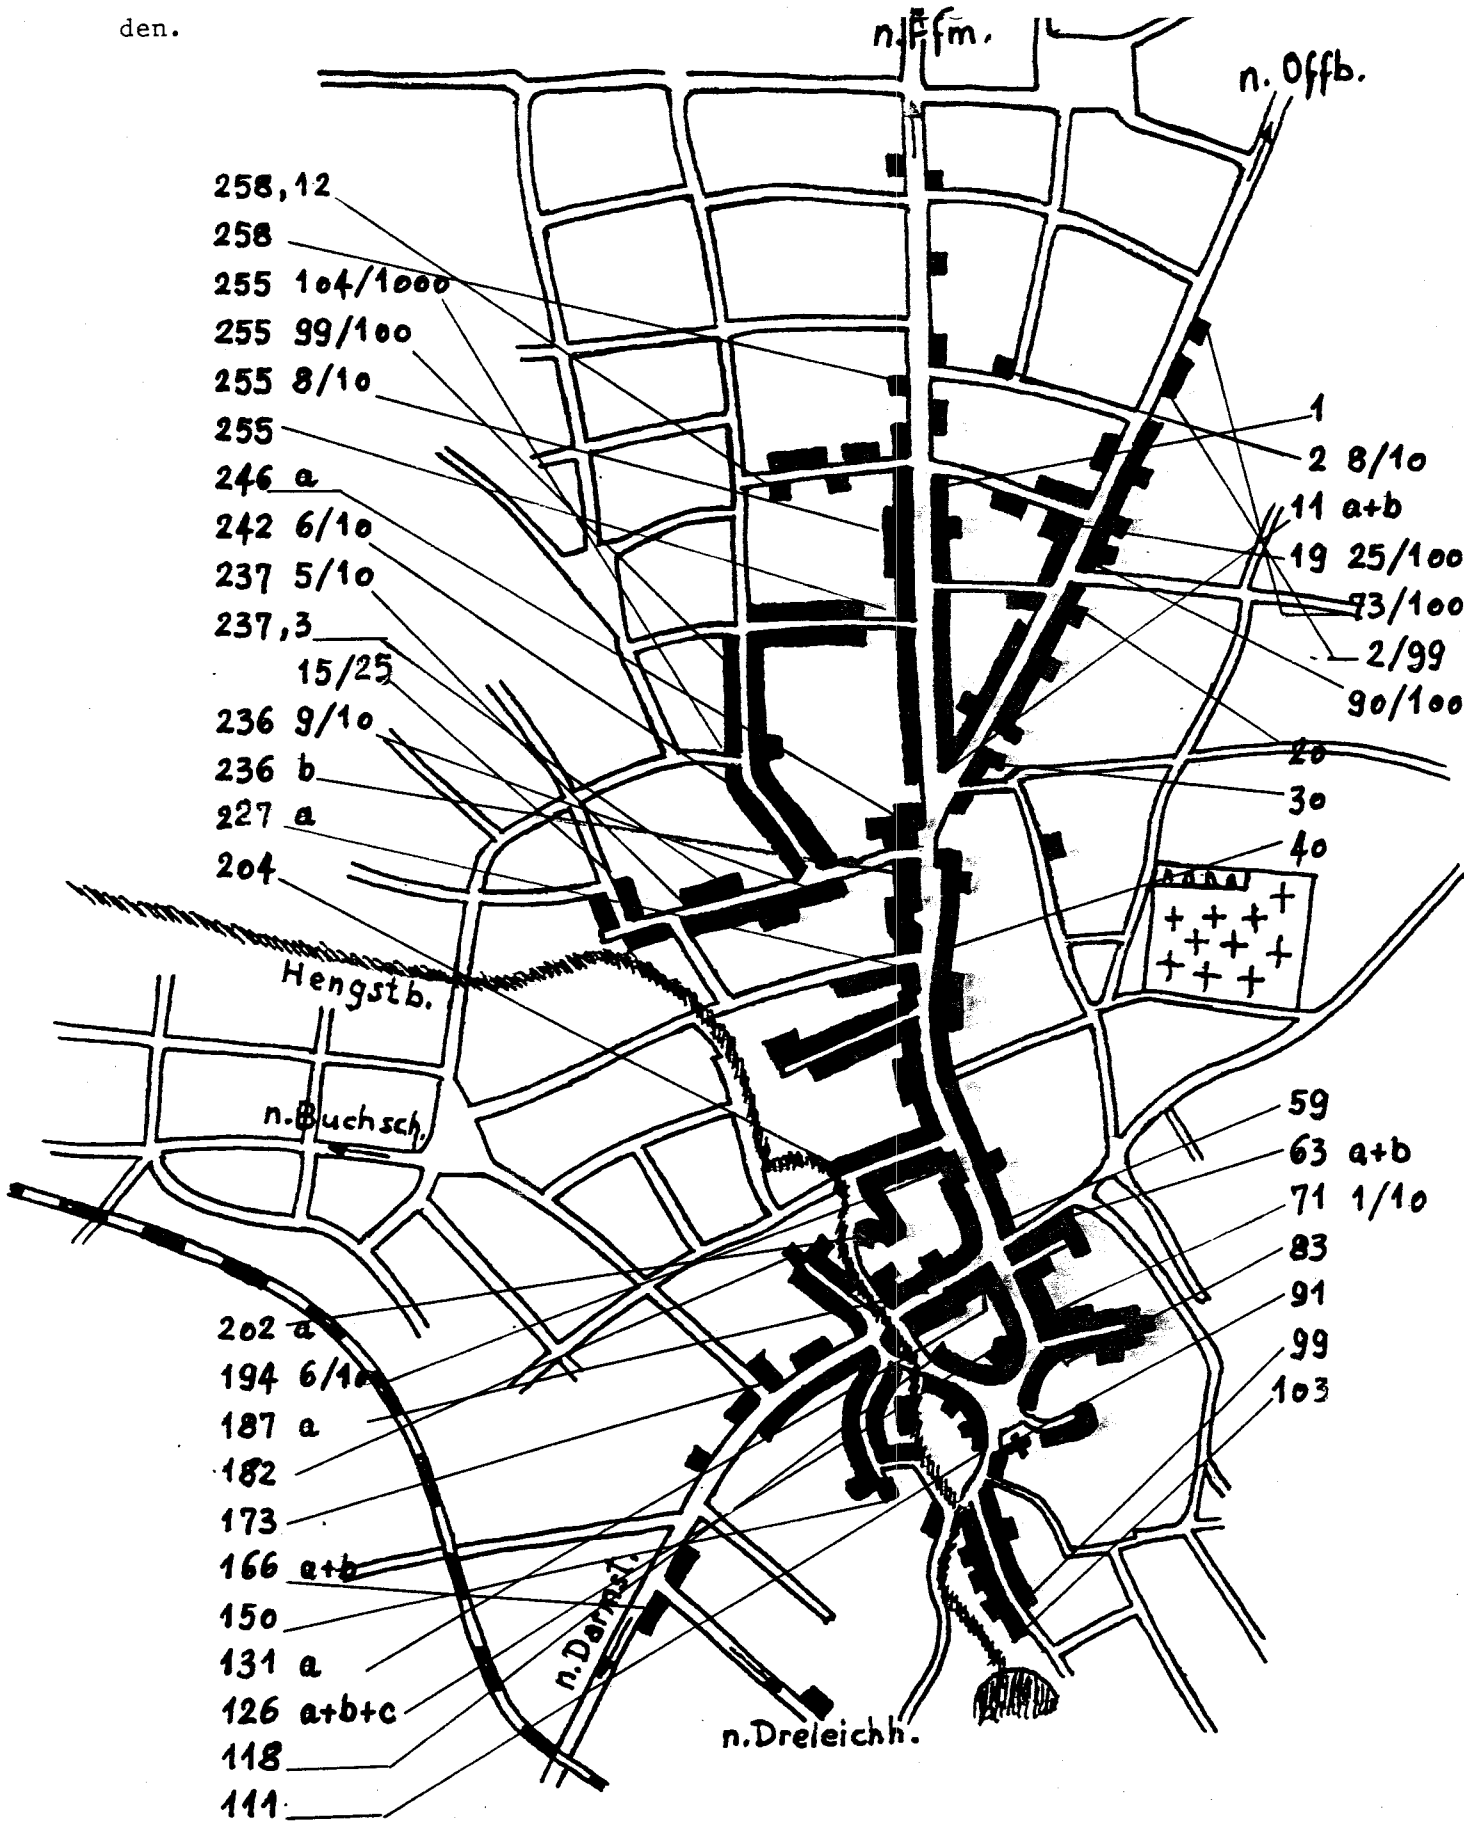 den.
n.Ffm.
n. Offb.
258,12
258
255 104/1000
255 99/100
255 8/10
255
246 a
242 6/10
237 5/10
237,3
15/25
236 9/10
236 b
227 a
204
1
2 8/10
11 a+b
19 25/100
73/100
2/99
90/100
20
30
40
Hengstb.
n.Buchsch.
59
63 a+b
71 1/10
83
91
99
103
202 a
194 6/10
187 a
182
173
166 a+b
150
131 a
126 a+b+c
118
111
n.Darmst.
n.Dreieichh.